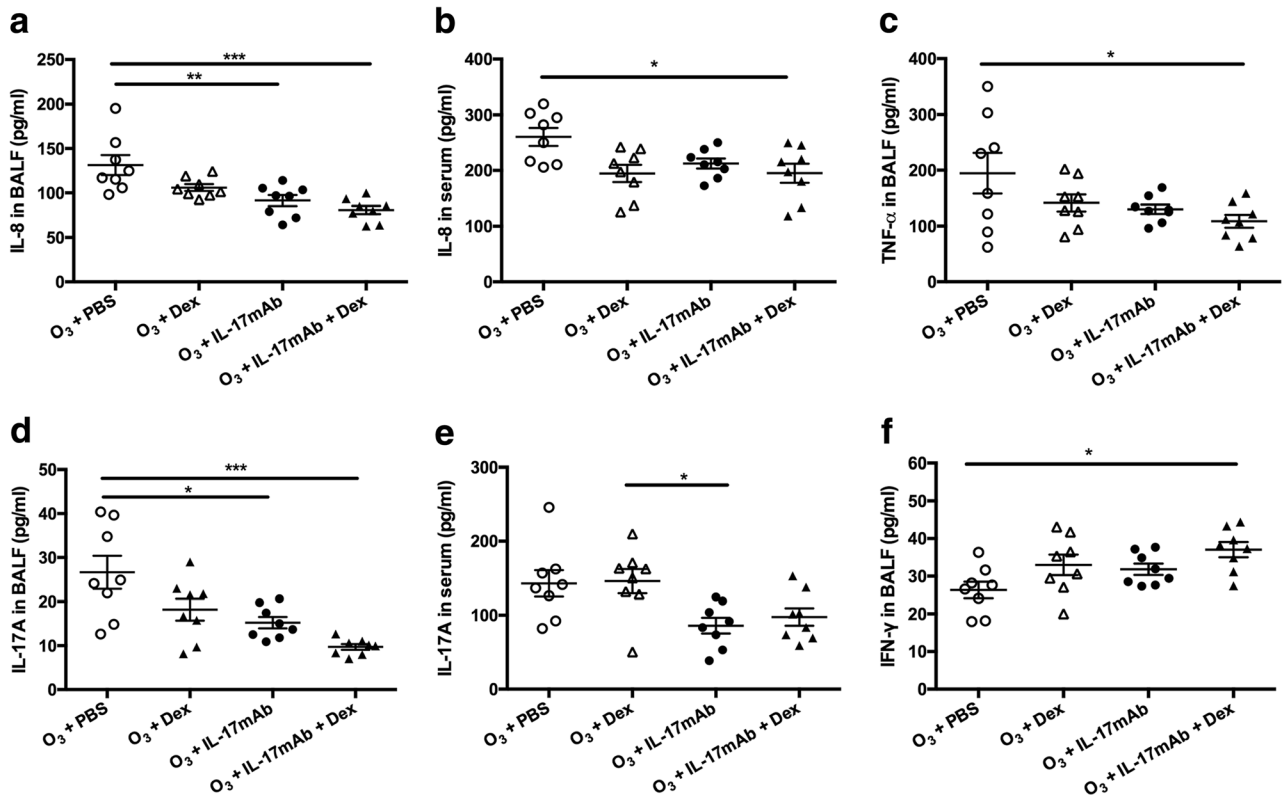 a
IL-8 in BALF (pg/ml)
250
200
150
100
50
0
***
**
O3 + PBS
O3 + Dex
O3 + IL-17mAb
O3 + IL-17mAb + Dex
b
IL-8 in serum (pg/ml)
400
300
200
100
0
*
O3 + PBS
O3 + Dex
O3 + IL-17mAb
O3 + IL-17mAb + Dex
c
TNF-α in BALF (pg/ml)
400
300
200
100
0
*
O3 + PBS
O3 + Dex
O3 + IL-17mAb
O3 + IL-17mAb + Dex
d
IL-17A in BALF (pg/ml)
50
40
30
20
10
0
***
*
O3 + PBS
O3 + Dex
O3 + IL-17mAb
O3 + IL-17mAb + Dex
e
IL-17A in serum (pg/ml)
300
200
100
0
*
O3 + PBS
O3 + Dex
O3 + IL-17mAb
O3 + IL-17mAb + Dex
f
IFN-γ in BALF (pg/ml)
60
50
40
30
20
10
0
*
O3 + PBS
O3 + Dex
O3 + IL-17mAb
O3 + IL-17mAb + Dex